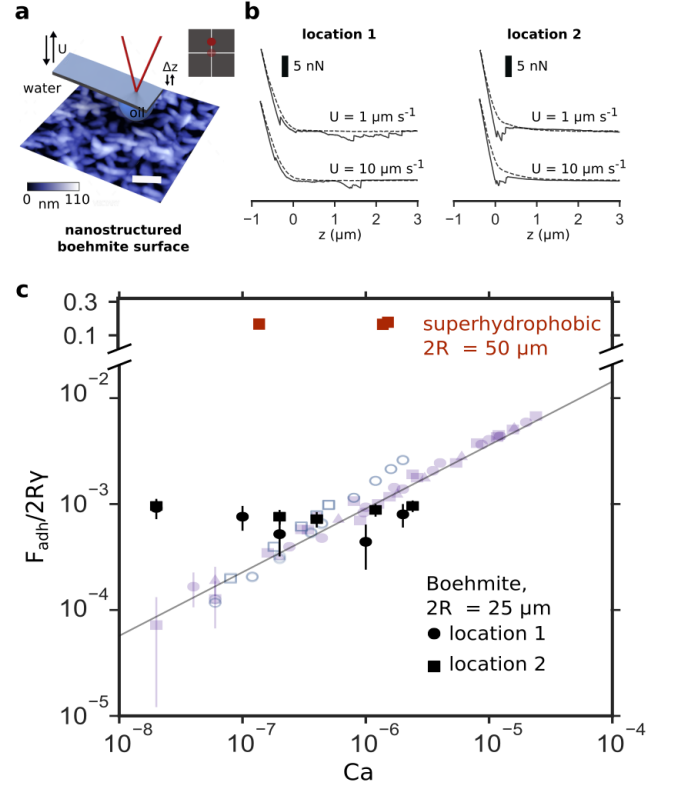 a
U
Δz
water
oil
0 nm 110
nanostructured
boehmite surface
b
location 1
location 2
5 nN
5 nN
U = 1 μm s⁻¹
U = 1 μm s⁻¹
U = 10 μm s⁻¹
U = 10 μm s⁻¹
−1 0 1 2 3
−1 0 1 2 3
z (μm)
z (μm)
c
0.3
0.1
superhydrophobic
2R = 50 μm
10⁻²
10⁻³
10⁻⁴
10⁻⁵
F_adh/2Rγ
Boehmite,
2R = 25 μm
location 1
location 2
10⁻⁸ 10⁻⁷ 10⁻⁶ 10⁻⁵ 10⁻⁴
Ca